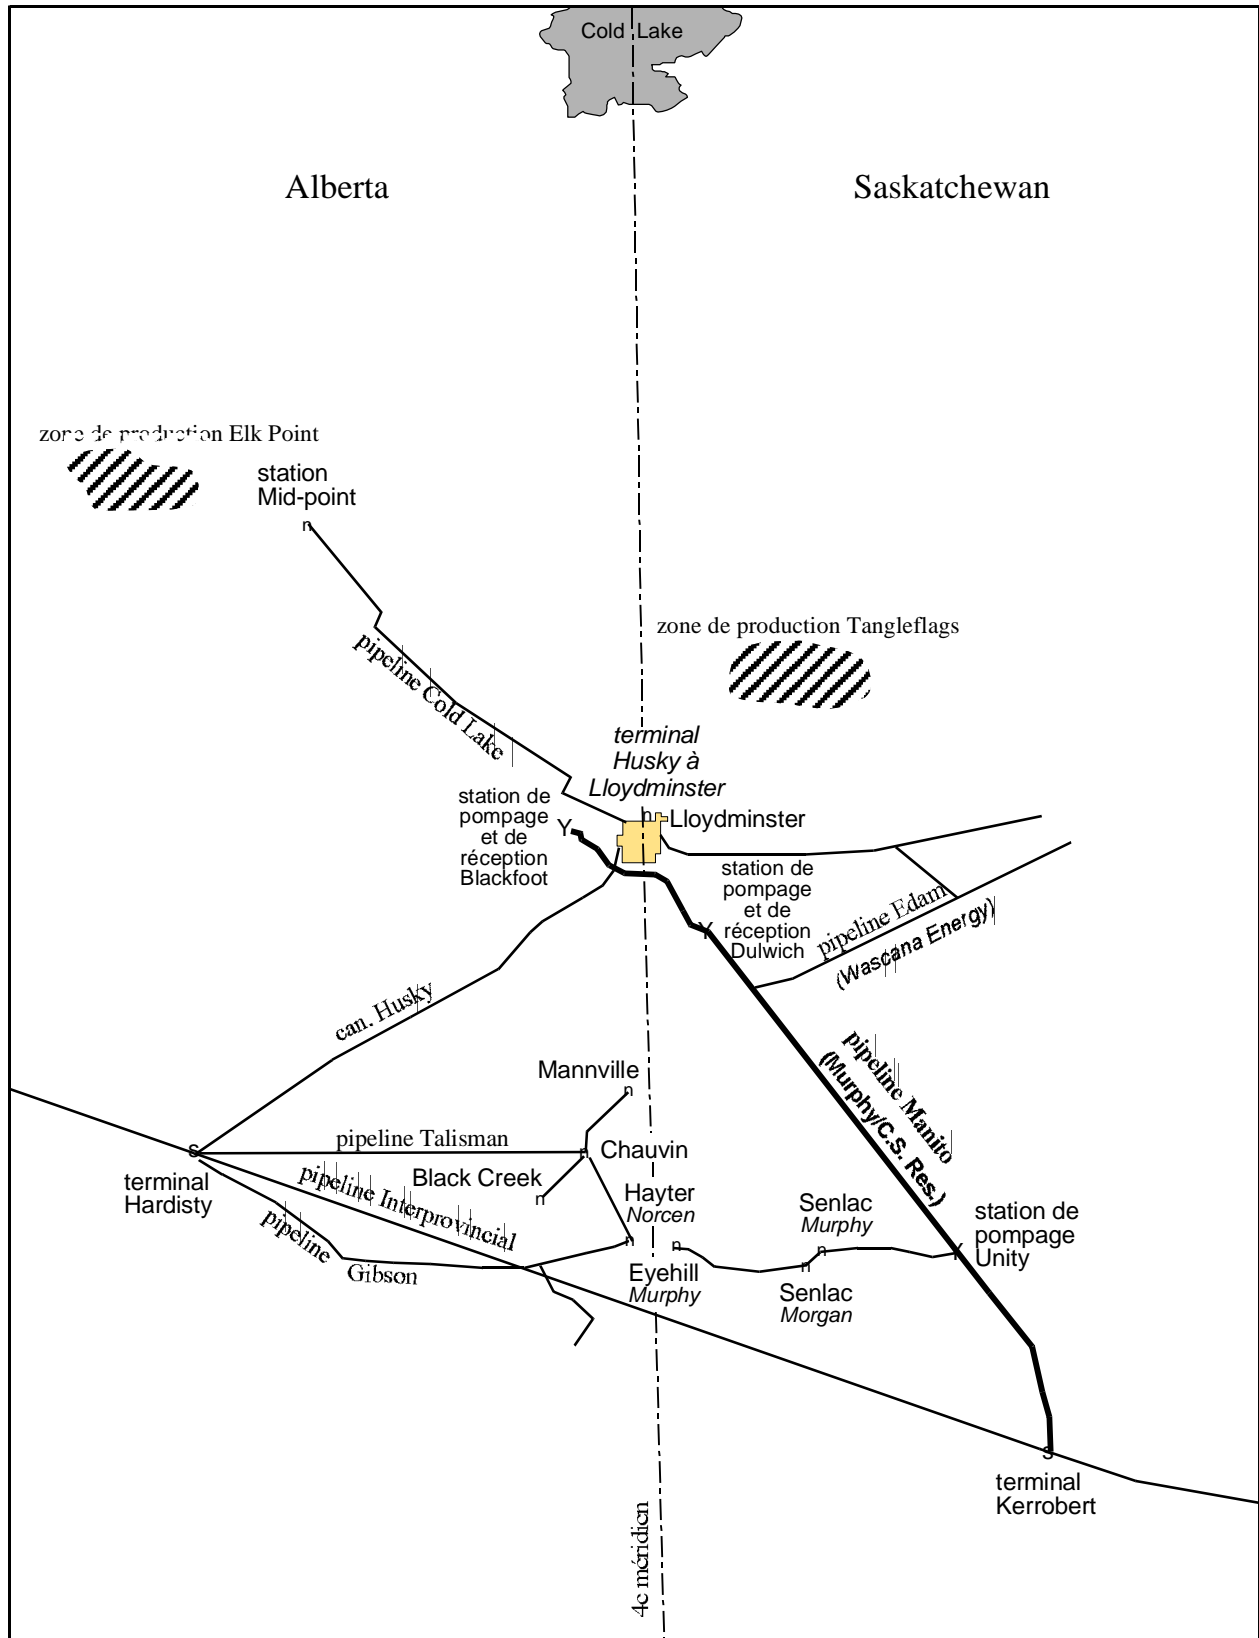 Cold Lake
Alberta
Saskatchewan
zone de production Elk Point
station
Mid-point
n
pipeline Cold Lake
zone de production Tangleflags
terminal
Husky à
Lloydminster
n
Lloydminster
station de
pompage
et de
réception
Blackfoot
Y
station de
pompage
et de
réception
Dulwich
Y
pipeline Edam
(Wascana Energy)
can. Husky
pipeline Manito
(Murphy/C.S. Res.)
Mannville
n
pipeline Talisman
n
Chauvin
S
terminal
Hardisty
Black Creek
n
pipeline Interprovincial
pipeline
Gibson
Hayter
Norcen
n
n
Eyehill
Murphy
Senlac
Murphy
n
n
Senlac
Morgan
station de
pompage
Unity
Y
S
terminal
Kerrobert
4e méridien